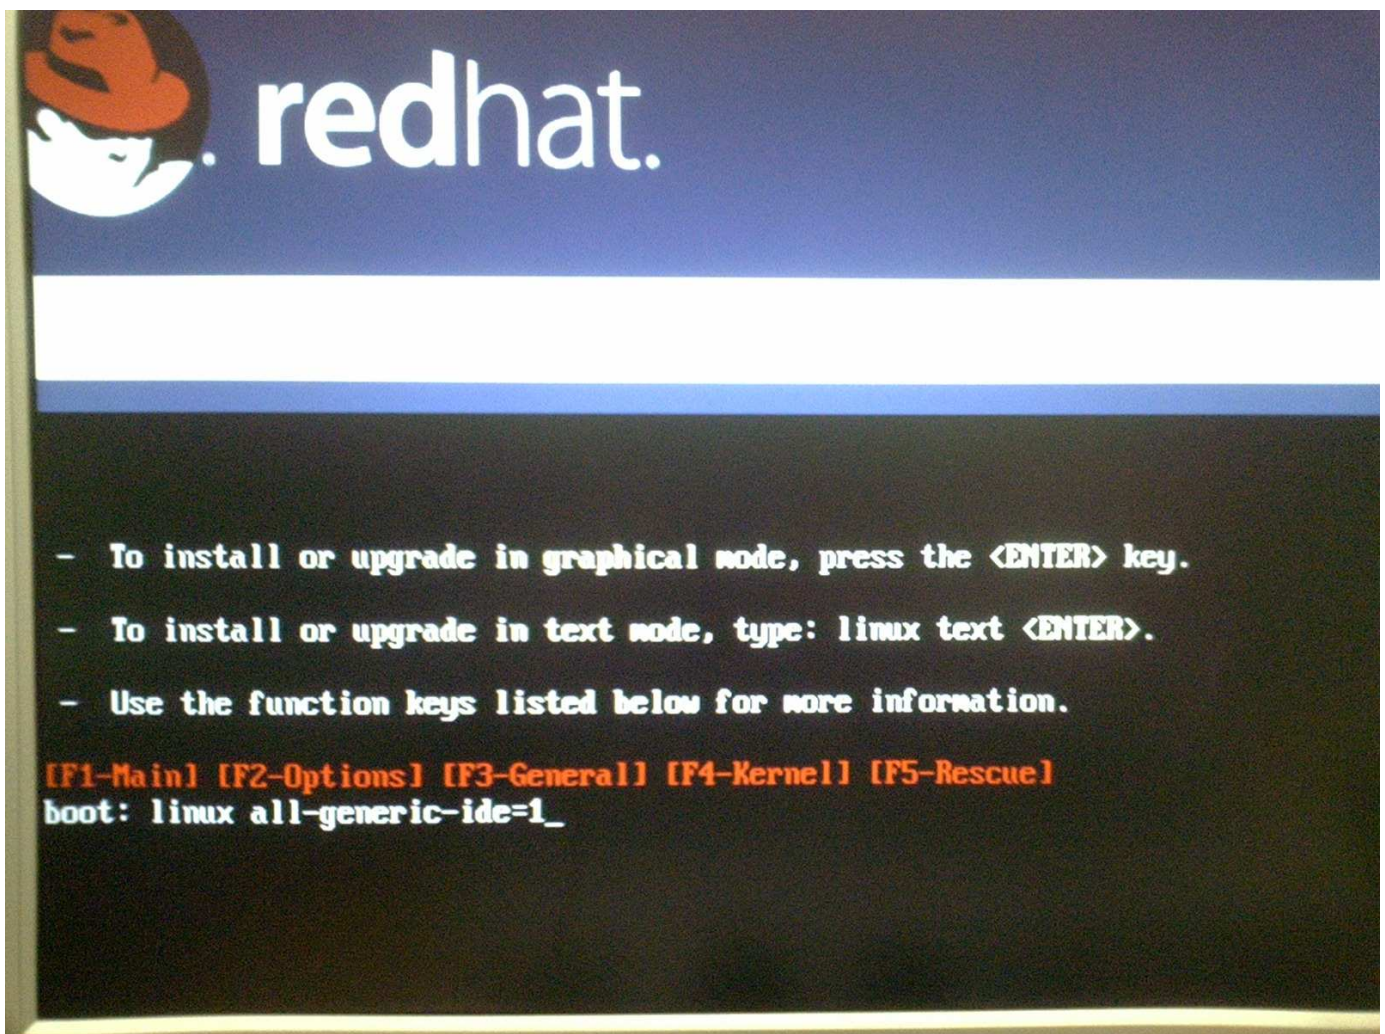 redhat.
- To install or upgrade in graphical mode, press the <ENTER> key.
- To install or upgrade in text mode, type: linux text <ENTER>.
- Use the function keys listed below for more information.
[F1-Main] [F2-Options] [F3-General] [F4-Kernel] [F5-Rescue]
boot: linux all-generic-ide=1_